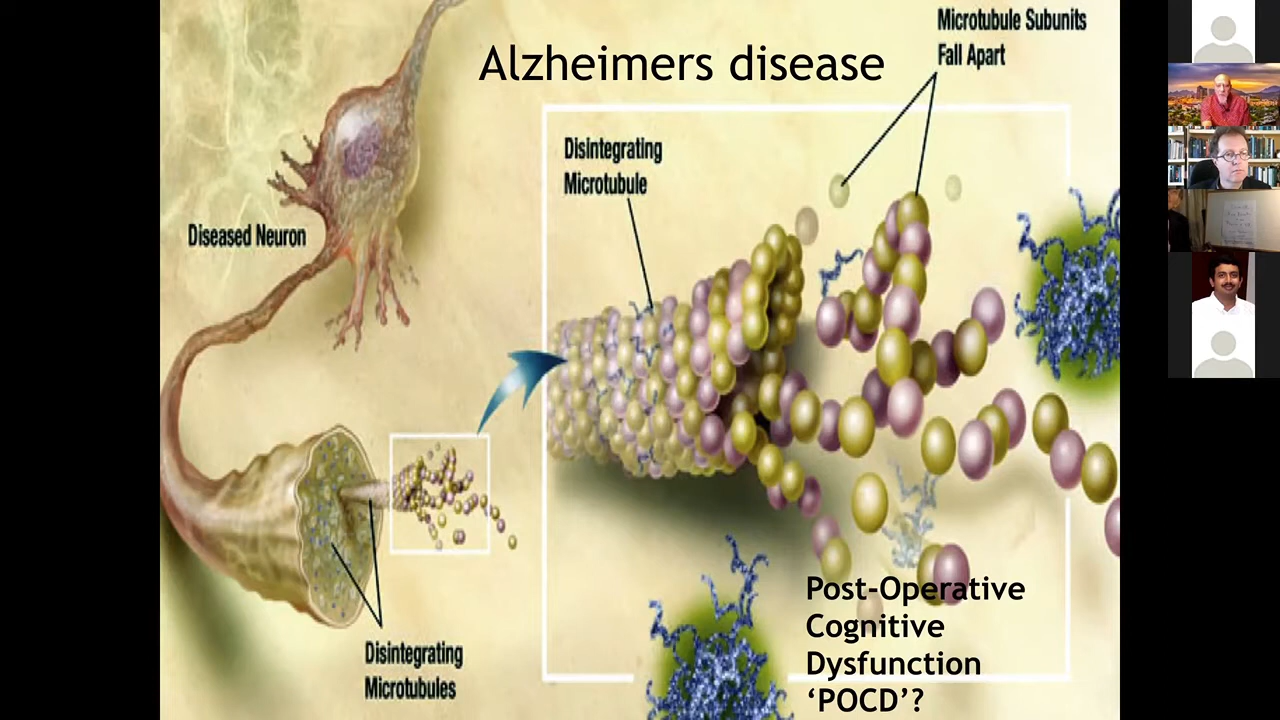 Alzheimers disease
Microtubule Subunits
Fall Apart
Disintegrating
Microtubule
Diseased Neuron
Disintegrating
Microtubules
Post-Operative
Cognitive
Dysfunction
‘POCD’?